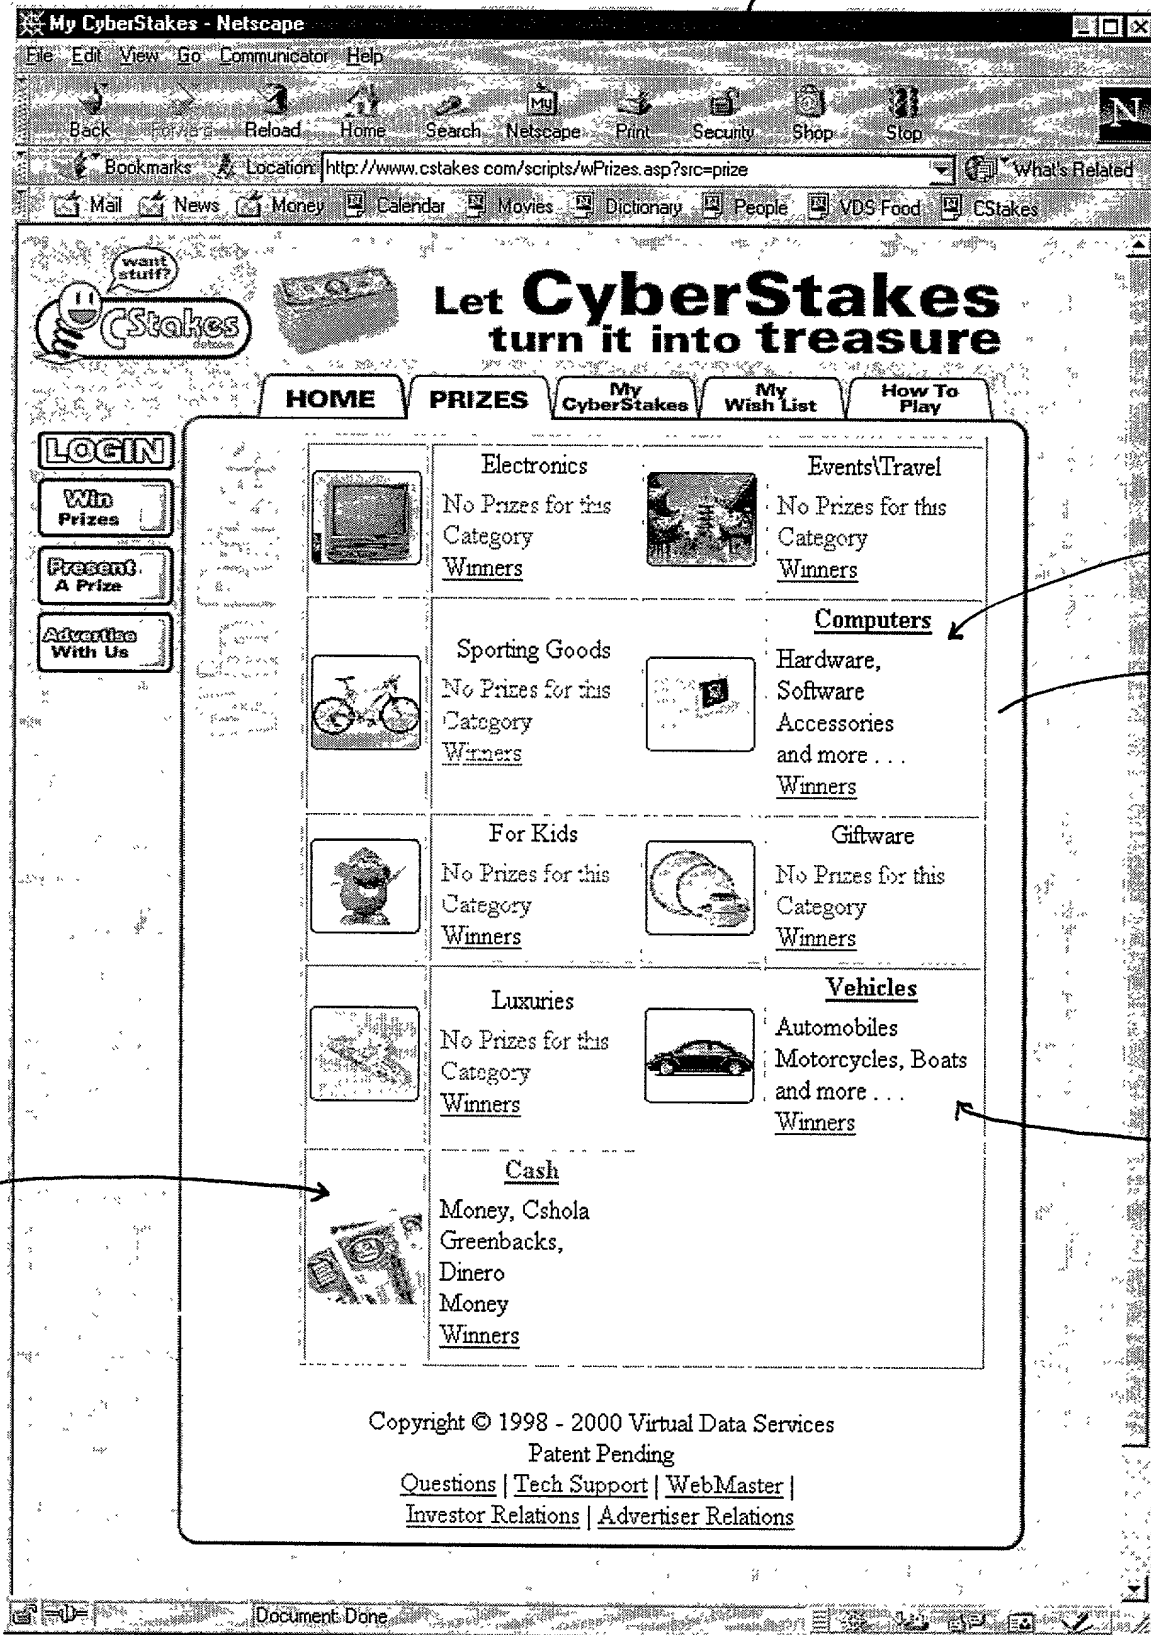 My CyberStakes - Netscape
File Edit View Go Communicator Help
Back Forward Reload Home Search Netscape Print Security Shop Stop
My
N
Bookmarks Location: http://www.cstakes com/scripts/wPrizes.asp?src=prize What's Related
Mail News Money Calendar Movies Dictionary People VDS Food CStakes
want
stuff?
CStakes
dotcom
Let CyberStakes
turn it into treasure
HOME
PRIZES
My
CyberStakes
My
Wish List
How To
Play
LOGIN
Win
Prizes
Present
A Prize
Advertise
With Us
Electronics
No Prizes for this
Category
Winners
Events\Travel
No Prizes for this
Category
Winners
Sporting Goods
No Prizes for this
Category
Winners
Computers
Hardware,
Software
Accessories
and more . . .
Winners
For Kids
No Prizes for this
Category
Winners
Giftware
No Prizes for this
Category
Winners
Luxuries
No Prizes for this
Category
Winners
Vehicles
Automobiles
Motorcycles, Boats
and more . . .
Winners
Cash
Money, Cshola
Greenbacks,
Dinero
Money
Winners
Copyright © 1998 - 2000 Virtual Data Services
Patent Pending
Questions | Tech Support | WebMaster |
Investor Relations | Advertiser Relations
Document: Done